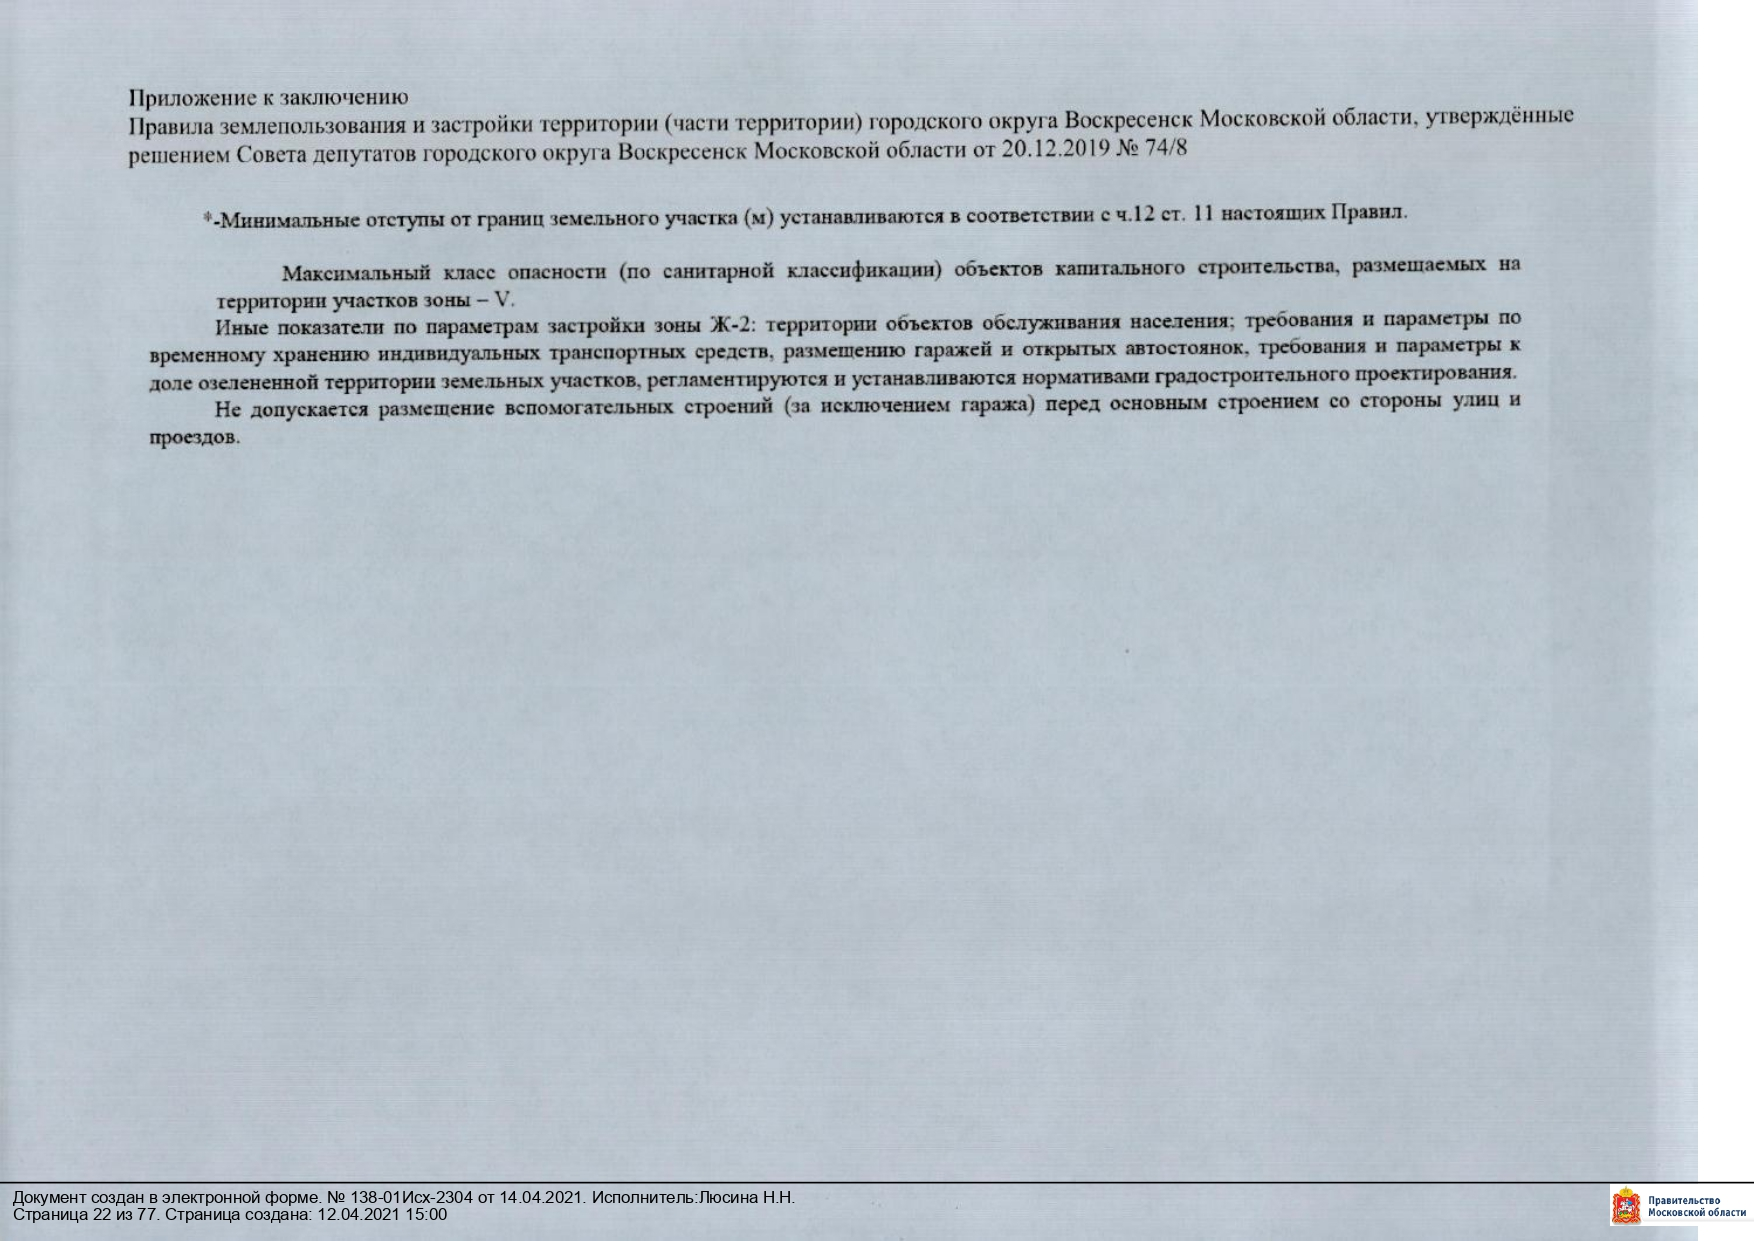 Приложение к заключению
Правила землепользования и застройки территории (части территории) городского округа Воскресенск Московской области, утверждённые
решением Совета депутатов городского округа Воскресенск Московской области от 20.12.2019 № 74/8
*-Минимальные отступы от границ земельного участка (м) устанавливаются в соответствии с ч.12 ст. 11 настоящих Правил.
Максимальный класс опасности (по санитарной классификации) объектов капитального строительства, размещаемых на
территории участков зоны – V.
Иные показатели по параметрам застройки зоны Ж-2: территории объектов обслуживания населения; требования и параметры по
временному хранению индивидуальных транспортных средств, размещению гаражей и открытых автостоянок, требования и параметры к
доле озелененной территории земельных участков, регламентируются и устанавливаются нормативами градостроительного проектирования.
Не допускается размещение вспомогательных строений (за исключением гаража) перед основным строением со стороны улиц и
проездов.
Документ создан в электронной форме. № 138-01Исх-2304 от 14.04.2021. Исполнитель:Люсина Н.Н.
Страница 22 из 77. Страница создана: 12.04.2021 15:00
Правительство
Московской области